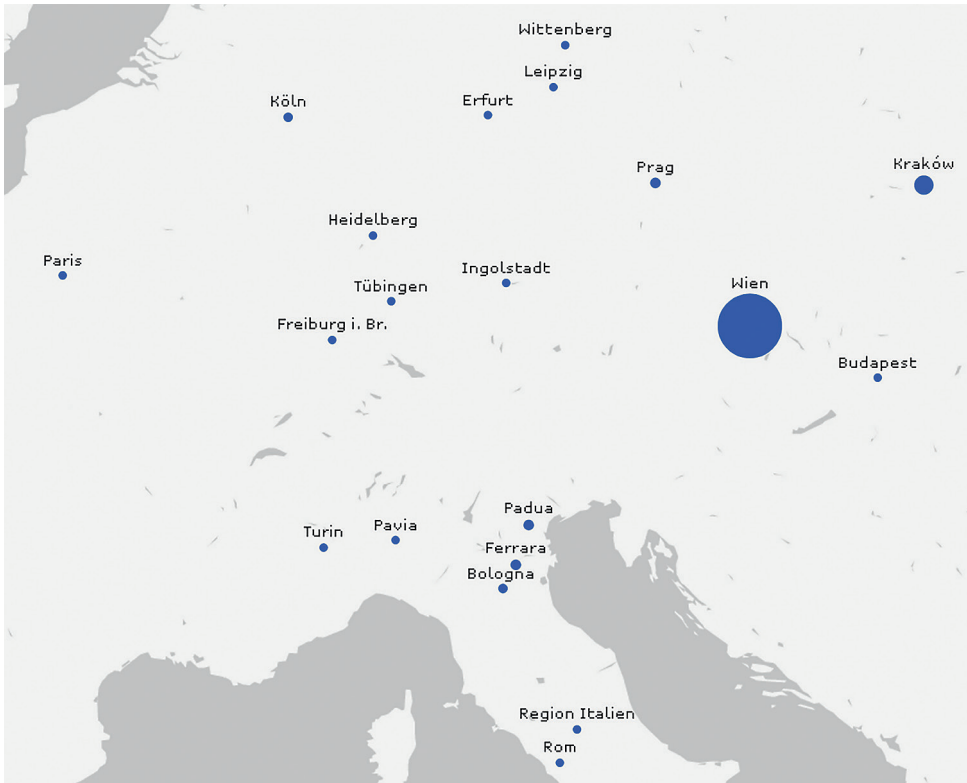 Wittenberg
Leipzig
Köln
Erfurt
Kraków
Prag
Heidelberg
Paris
Ingolstadt
Wien
Tübingen
Freiburg i. Br.
Budapest
Padua
Pavia
Turin
Ferrara
Bologna
Region Italien
Rom